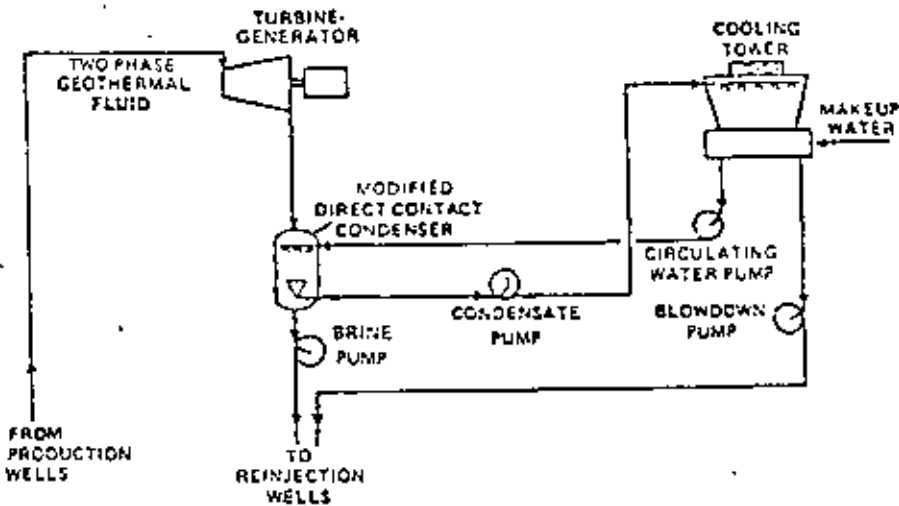 TURBINE-
GENERATOR
TWO PHASE
GEOTHERMAL
FLUID
COOLING
TOWER
MAKEUP
WATER
MODIFIED
DIRECT CONTACT
CONDENSER
CIRCULATING
WATER PUMP
CONDENSATE
PUMP
BLOWDOWN
PUMP
BRINE
PUMP
FROM
PRODUCTION
WELLS
TO
REINJECTION
WELLS